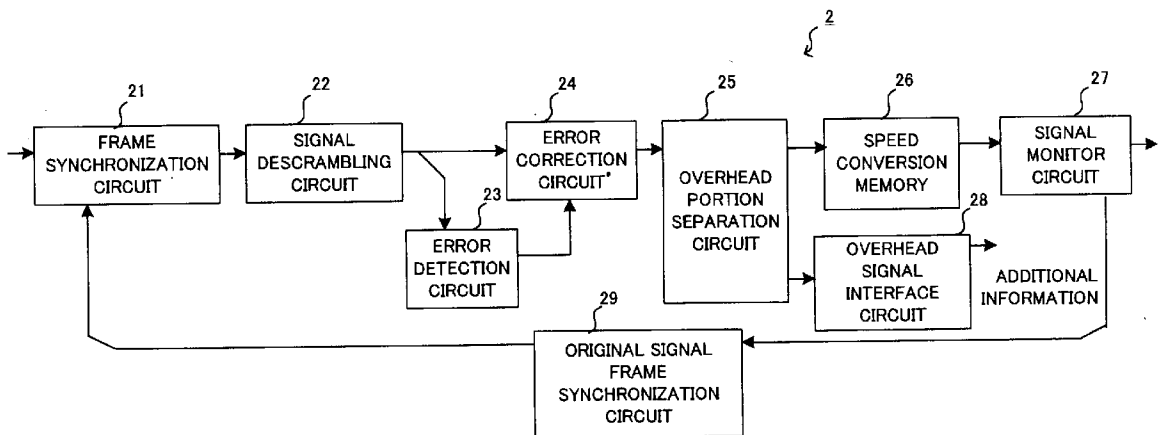 2
21
FRAME
SYNCHRONIZATION
CIRCUIT
22
SIGNAL
DESCRAMBLING
CIRCUIT
23
ERROR
DETECTION
CIRCUIT
24
ERROR
CORRECTION
CIRCUIT
25
OVERHEAD
PORTION
SEPARATION
CIRCUIT
26
SPEED
CONVERSION
MEMORY
27
SIGNAL
MONITOR
CIRCUIT
28
OVERHEAD
SIGNAL
INTERFACE
CIRCUIT
ADDITIONAL
INFORMATION
29
ORIGINAL SIGNAL
FRAME
SYNCHRONIZATION
CIRCUIT